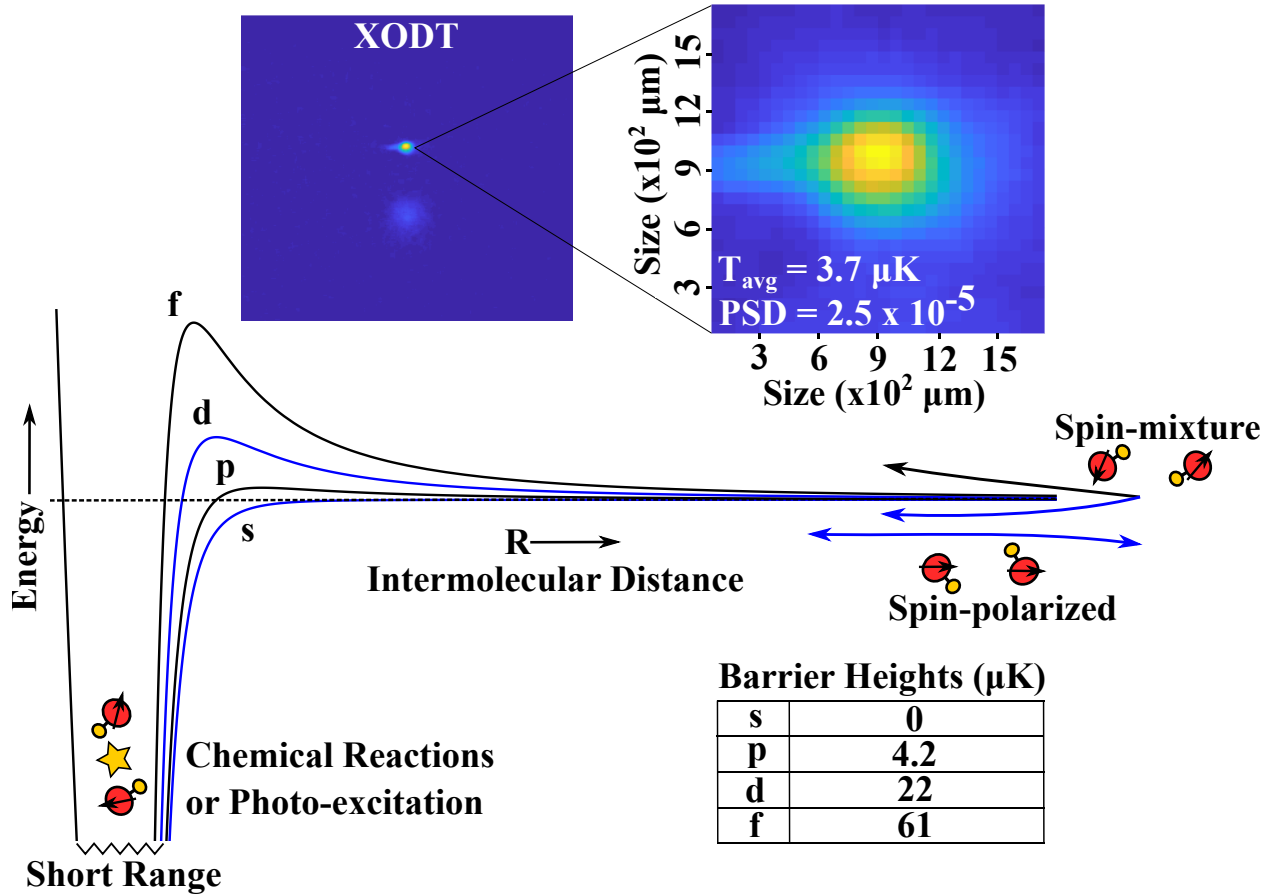 XODT
Size (x10² µm)
15
12
9
6
3
T_avg = 3.7 µK
PSD = 2.5 x 10⁻⁵
3 6 9 12 15
Size (x10² µm)
f
d
p
s
Energy
R
Intermolecular Distance
Spin-mixture
Spin-polarized
Chemical Reactions
or Photo-excitation
Short Range
Barrier Heights (µK)
s 0
p 4.2
d 22
f 61